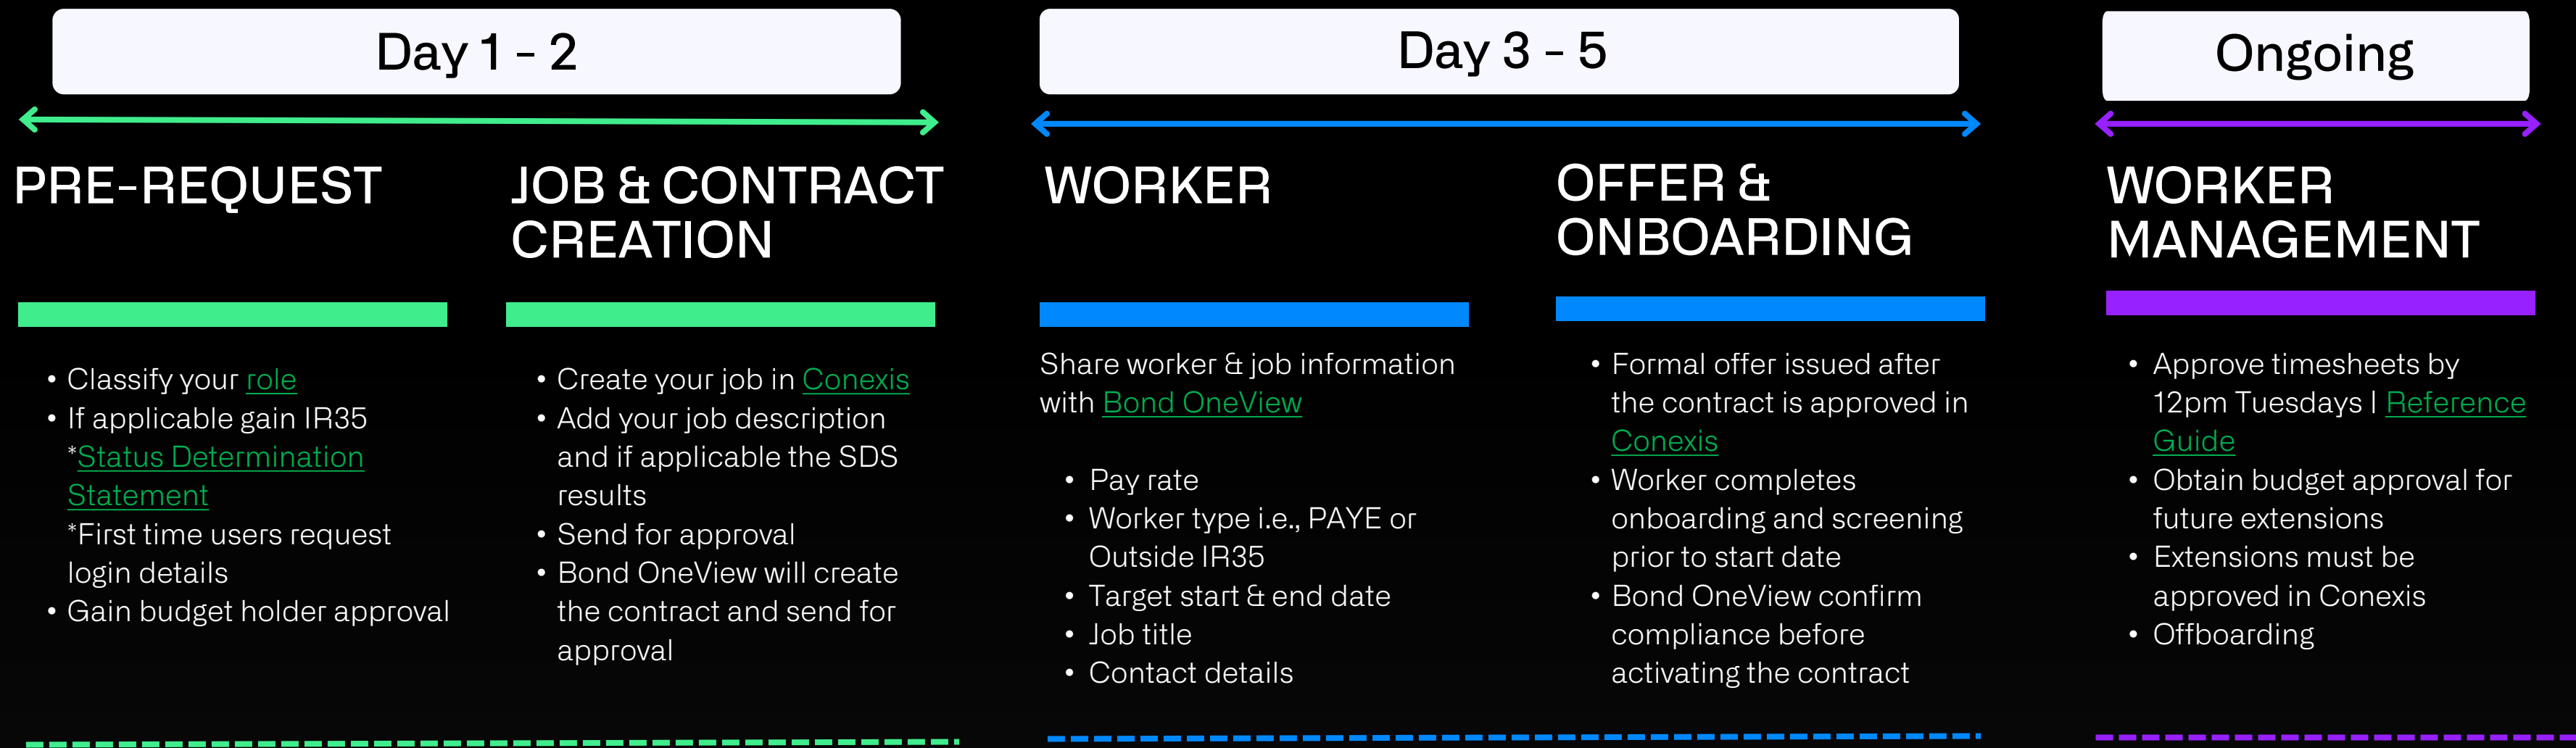 Day 1 - 2
PRE-REQUEST
• Classify your role
• If applicable gain IR35
*Status Determination
Statement
*First time users request
login details
• Gain budget holder approval
JOB & CONTRACT
CREATION
• Create your job in Conexis
• Add your job description
and if applicable the SDS
results
• Send for approval
• Bond OneView will create
the contract and send for
approval
Day 3 - 5
WORKER
Share worker & job information
with Bond OneView
• Pay rate
• Worker type i.e., PAYE or
Outside IR35
• Target start & end date
• Job title
• Contact details
OFFER &
ONBOARDING
• Formal offer issued after
the contract is approved in
Conexis
• Worker completes
onboarding and screening
prior to start date
• Bond OneView confirm
compliance before
activating the contract
Ongoing
WORKER
MANAGEMENT
• Approve timesheets by
12pm Tuesdays | Reference
Guide
• Obtain budget approval for
future extensions
• Extensions must be
approved in Conexis
• Offboarding